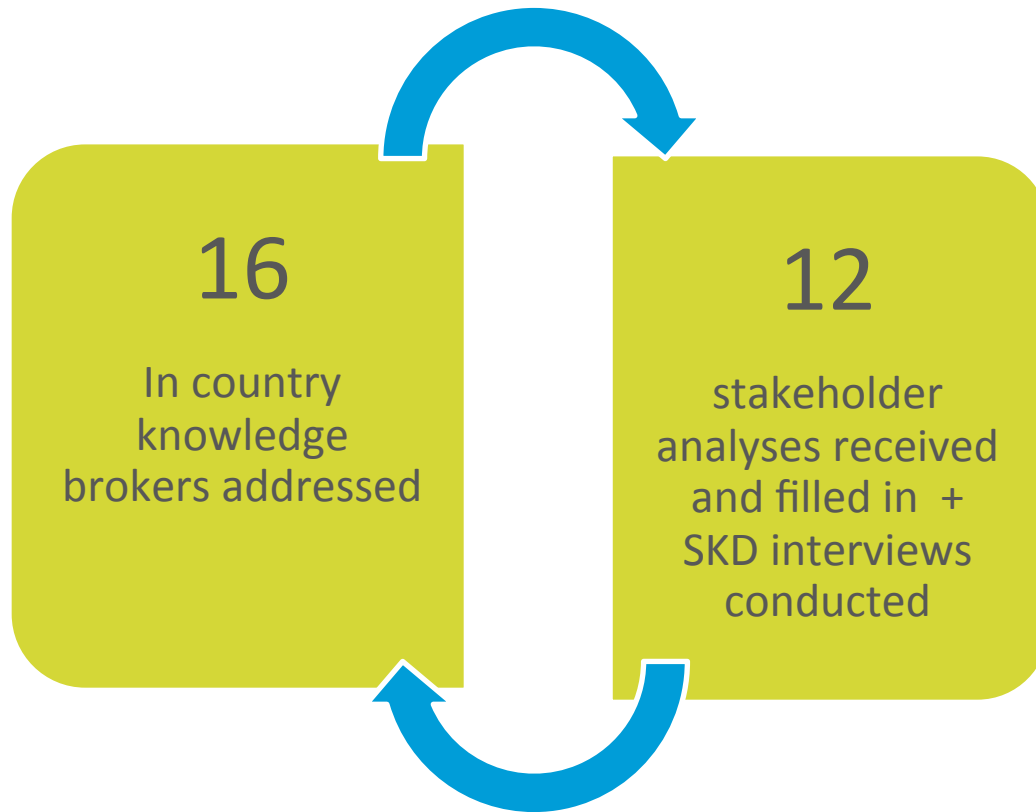 16
In country
knowledge
brokers addressed
12
stakeholder
analyses received
and filled in  +
SKD interviews
conducted